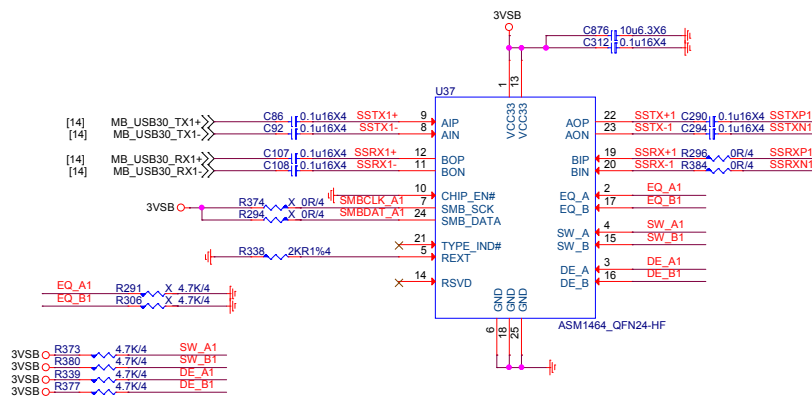 3VSB
C876 10u6.3X6
C312 0.1u16X4
U37
1
13
VCC33
VCC33
[14] MB_USB30_TX1+ C86 0.1u16X4 SSTX1+ 9 AIP AOP 22 SSTX+1 C290 0.1u16X4 SSTXP1
[14] MB_USB30_TX1- C92 0.1u16X4 SSTX1- 8 AIN AON 23 SSTX-1 C294 0.1u16X4 SSTXN1
[14] MB_USB30_RX1+ C107 0.1u16X4 SSRX1+ 12 BOP BIP 19 SSRX+1 R296 0R/4 SSRXP1
[14] MB_USB30_RX1- C108 0.1u16X4 SSRX1- 11 BON BIN 20 SSRX-1 R384 0R/4 SSRXN1
10 CHIP_EN# EQ_A 2 EQ_A1
3VSB R374 X_0R/4 SMBCLK_A1 7 SMB_SCK EQ_B 17 EQ_B1
R294 X_0R/4 SMBDAT_A1 24 SMB_DATA
SW_A 4 SW_A1
21 TYPE_IND# SW_B 15 SW_B1
R338 2KR1%4 5 REXT
DE_A 3 DE_A1
14 RSVD DE_B 16 DE_B1
GND
GND
GND
6
18
25
ASM1464_QFN24-HF
EQ_A1 R291 X_4.7K/4
EQ_B1 R306 X_4.7K/4
3VSB R373 4.7K/4 SW_A1
3VSB R380 4.7K/4 SW_B1
3VSB R339 4.7K/4 DE_A1
3VSB R377 4.7K/4 DE_B1